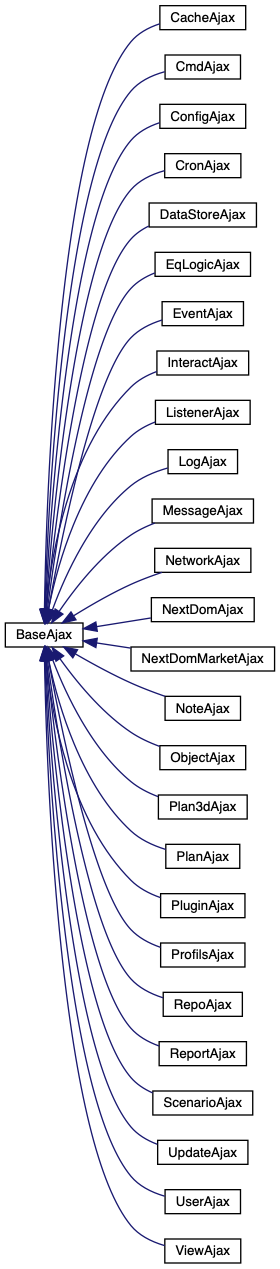 CacheAjax
CmdAjax
ConfigAjax
CronAjax
DataStoreAjax
EqLogicAjax
EventAjax
InteractAjax
ListenerAjax
LogAjax
MessageAjax
NetworkAjax
NextDomAjax
BaseAjax
NextDomMarketAjax
NoteAjax
ObjectAjax
Plan3dAjax
PlanAjax
PluginAjax
ProfilsAjax
RepoAjax
ReportAjax
ScenarioAjax
UpdateAjax
UserAjax
ViewAjax